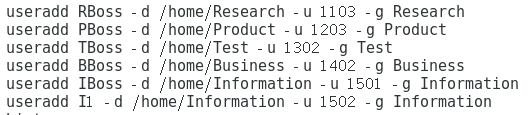 useradd RBoss -d /home/Research -u 1103 -g Research
useradd PBoss -d /home/Product -u 1203 -g Product
useradd TBoss -d /home/Test -u 1302 -g Test
useradd BBoss -d /home/Business -u 1402 -g Business
useradd IBoss -d /home/Information -u 1501 -g Information
useradd I1 -d /home/Information -u 1502 -g Information